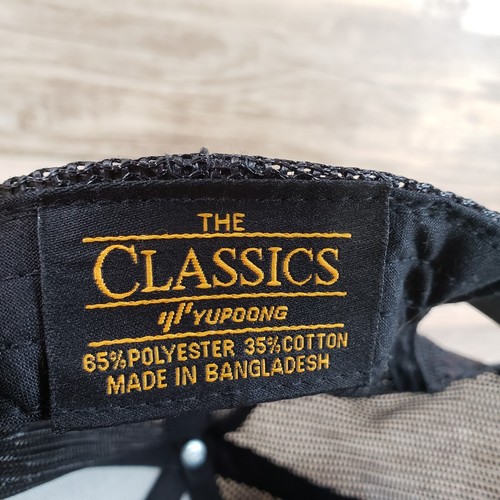 THE
CLASSICS
YUPOONG
65%POLYESTER 35%COTTON
MADE IN BANGLADESH